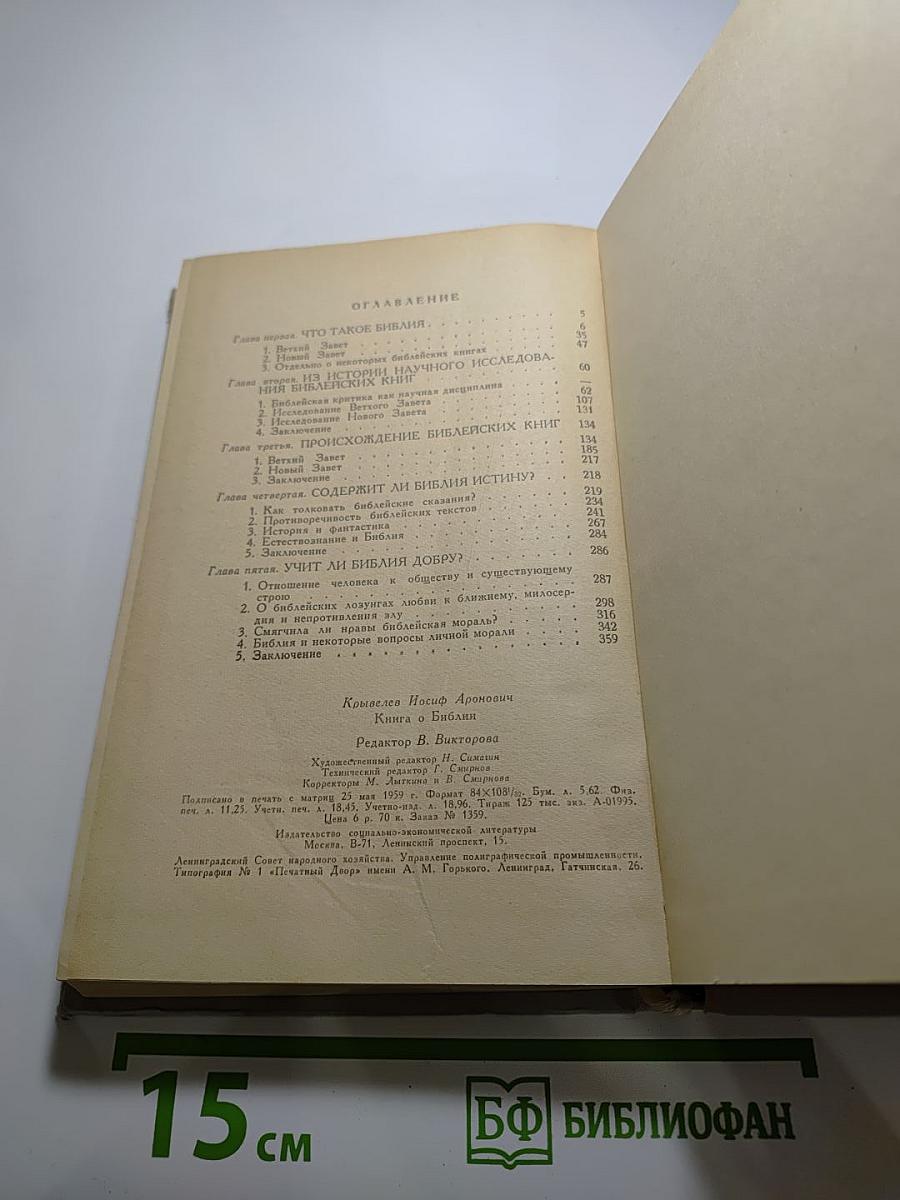 ОГЛАВЛЕНИЕ
Глава первая. ЧТО ТАКОЕ БИБЛИЯ . . . . . . . . . 5
1. Ветхий Завет . . . . . . . . . . 6
2. Новый Завет . . . . . . . . . . 35
3. Отдельно о некоторых библейских книгах . . . . . 47
Глава вторая. ИЗ ИСТОРИИ НАУЧНОГО ИССЛЕДОВА-
НИЯ БИБЛЕЙСКИХ КНИГ . . . . . . . . . 60
1. Библейская критика как научная дисциплина . . . . —
2. Исследование Ветхого Завета . . . . . . . 62
3. Исследование Нового Завета . . . . . . . 107
4. Заключение . . . . . . . . . . 131
Глава третья. ПРОИСХОЖДЕНИЕ БИБЛЕЙСКИХ КНИГ 134
1. Ветхий Завет . . . . . . . . . . 134
2. Новый Завет . . . . . . . . . . 185
3. Заключение . . . . . . . . . . 217
Глава четвертая. СОДЕРЖИТ ЛИ БИБЛИЯ ИСТИНУ? . . 218
1. Как толковать библейские сказания? . . . . . 219
2. Противоречивость библейских текстов . . . . . 234
3. История и фантастика . . . . . . . . 241
4. Естествознание и Библия . . . . . . . . 267
5. Заключение . . . . . . . . . . 284
Глава пятая. УЧИТ ЛИ БИБЛИЯ ДОБРУ? . . . . . . 286
1. Отношение человека к обществу и существующему
строю . . . . . . . . . . . . 287
2. О библейских лозунгах любви к ближнему, милосер-
дия и непротивления злу . . . . . . . . 298
3. Смягчила ли нравы библейская мораль? . . . . . 316
4. Библия и некоторые вопросы личной морали . . . . 342
5. Заключение . . . . . . . . . . 359
Крывелев Иосиф Аронович
Книга о Библии
Редактор В. Викторова
Художественный редактор Н. Симагин
Технический редактор Г. Смирнов
Корректоры М. Лыткина и В. Смирнова
Подписано в печать с матриц 25 мая 1959 г. Формат 84×108¹/₃₂. Бум. л. 5,62. Физ.
печ. л. 11,25. Учетн. печ. л. 18,45. Учетно-изд. л. 18,96. Тираж 125 тыс. экз. А-01995.
Цена 6 р. 70 к. Заказ № 1359.
Издательство социально-экономической литературы
Москва, В-71, Ленинский проспект, 15.
Ленинградский Совет народного хозяйства. Управление полиграфической промышленности.
Типография № 1 «Печатный Двор» имени А. М. Горького. Ленинград, Гатчинская, 26.
15 см
БФ БИБЛИОФАН